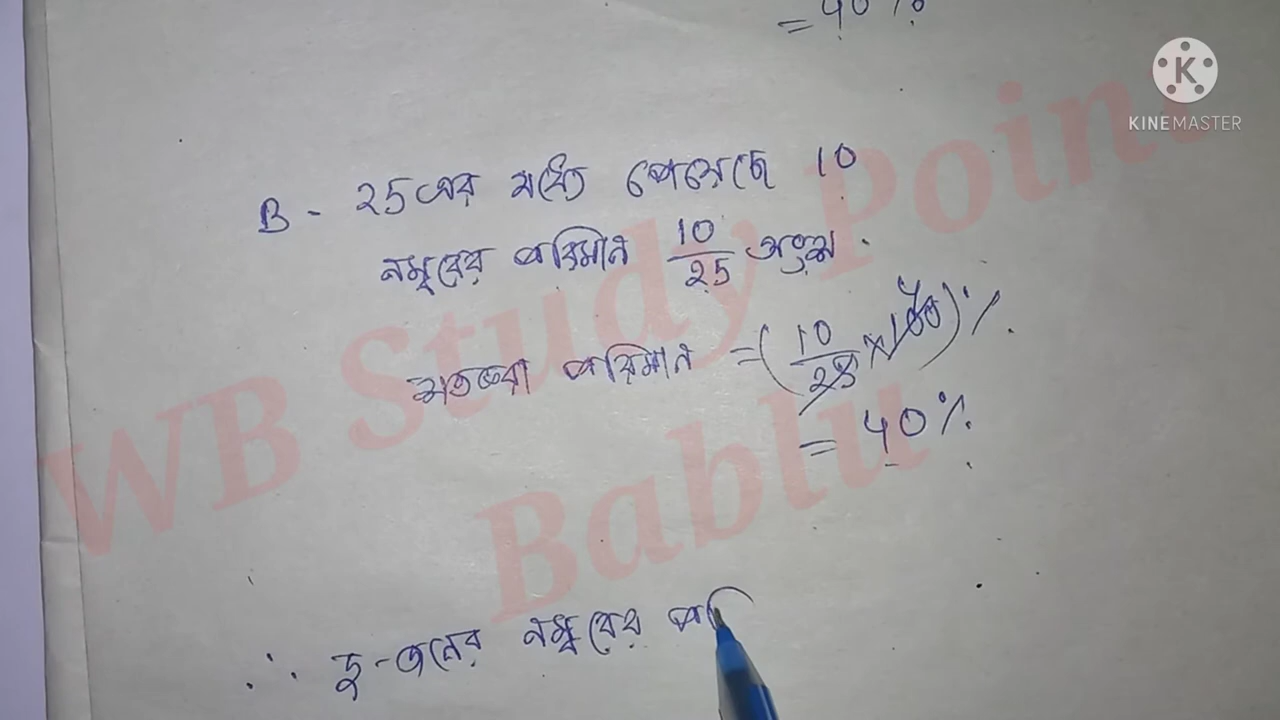 = 40%
B - 25 এর মধ্যে পেয়েছে 10
নম্বরের পরিমান 10/25 অংশ.
শতকরা পরিমান = (10/25 × 100)%
= 40%
∴ দু-জনের নম্বরের পরি
WB Study Point
Bablu
K
KINEMASTER